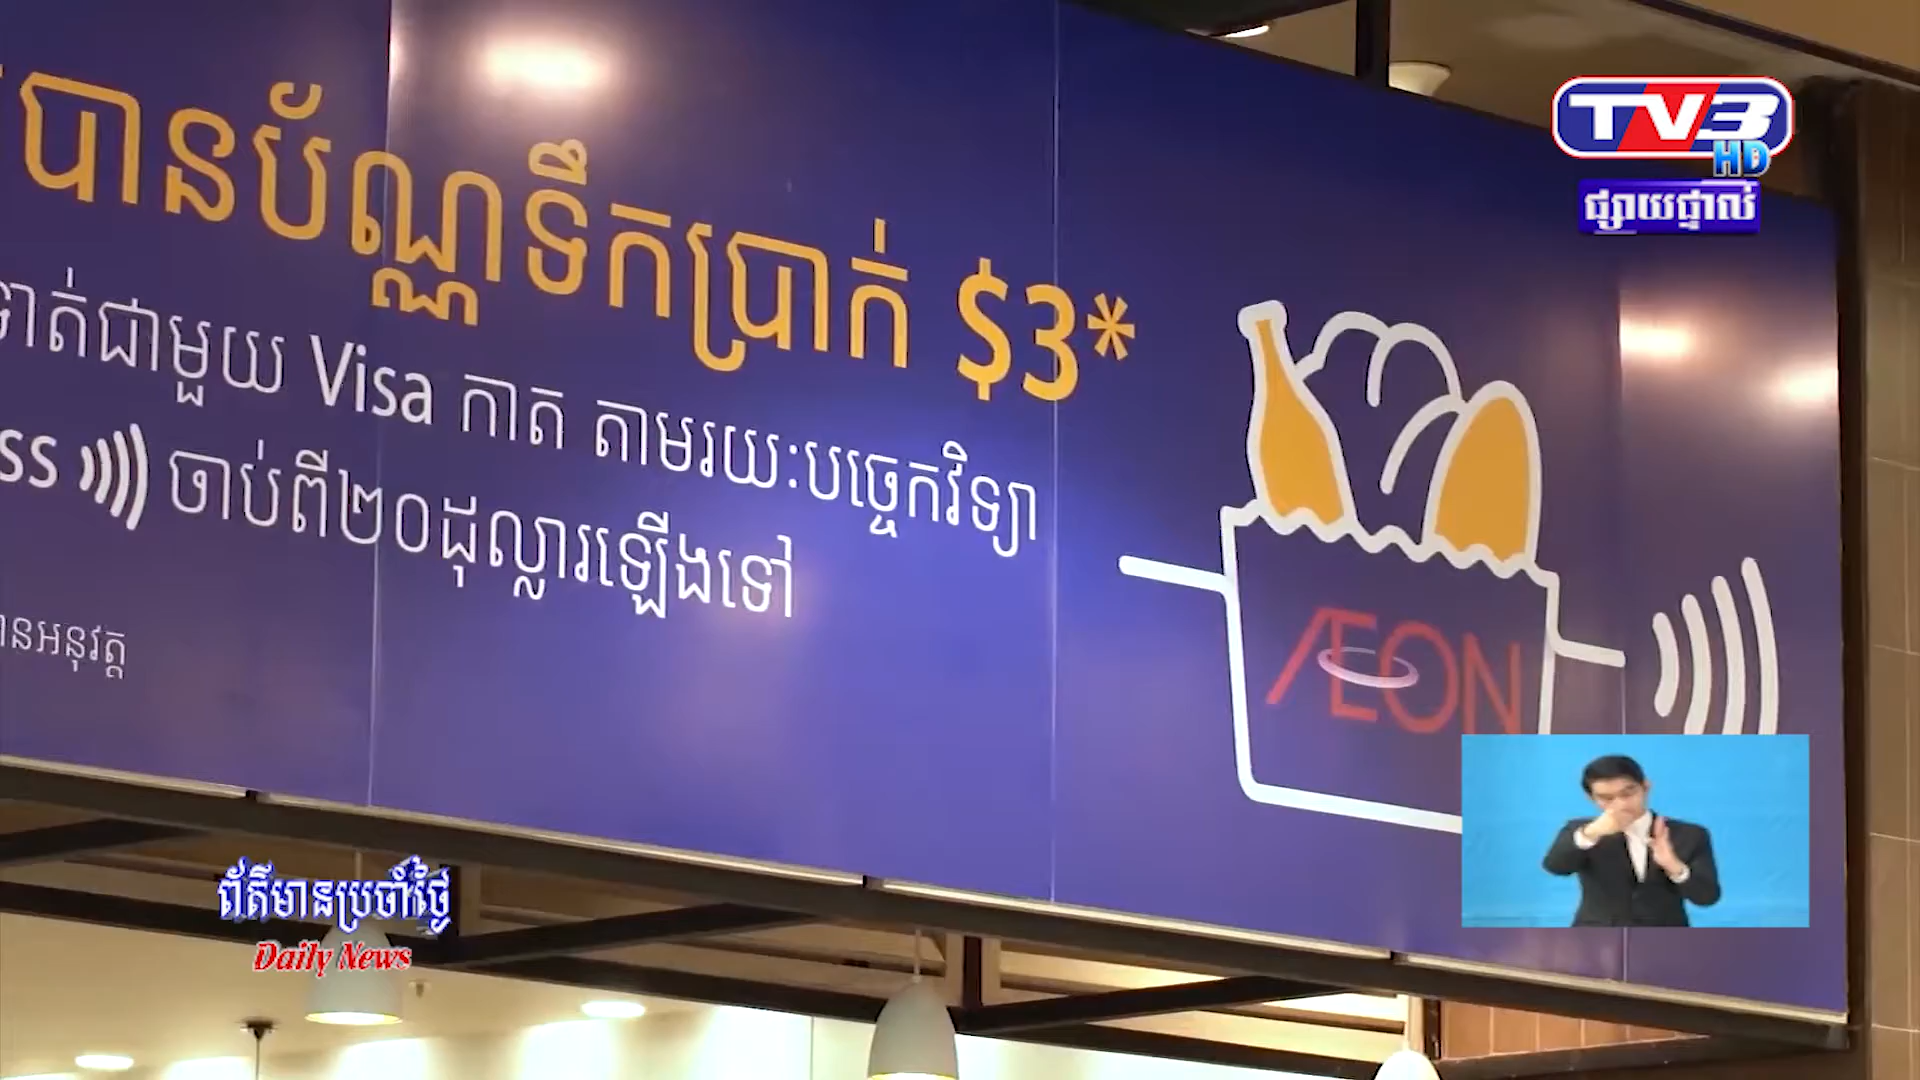 បានប័ណ្ណទឹកប្រាក់ $3*
ទាត់ជាមួយ Visa កាត តាមរយៈបច្ចេកវិទ្យា
ss ចាប់ពី២០ដុល្លារឡើងទៅ
ានអនុវត្ត
ÆON
TV3
HD
ផ្សាយផ្ទាល់
ព័ត៌មានប្រចាំថ្ងៃ
Daily News